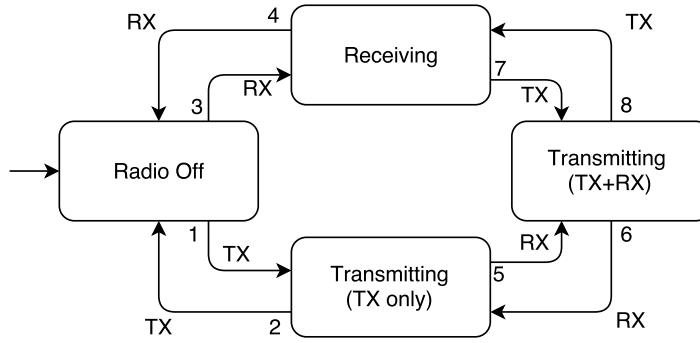 RX
4
Receiving
TX
3
RX
7
TX
8
Radio Off
Transmitting
(TX+RX)
1
TX
Transmitting
(TX only)
5
RX
6
TX
2
RX